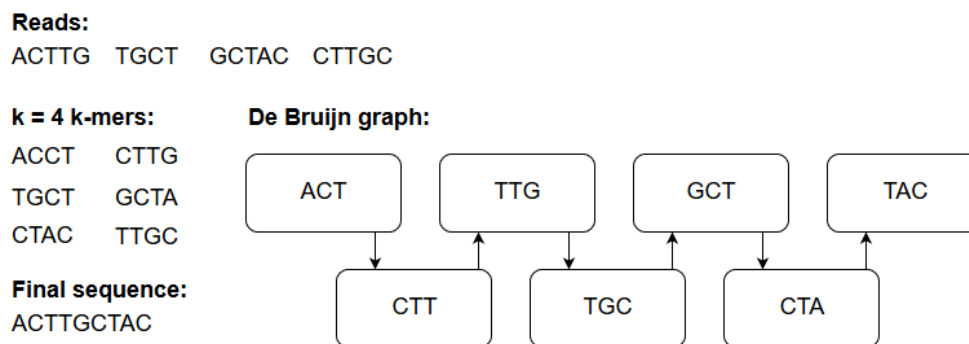 Reads:
ACTTG TGCT GCTAC CTTGC
k = 4 k-mers:
ACCT CTTG
TGCT GCTA
CTAC TTGC
Final sequence:
ACTTGCTAC
De Bruijn graph:
ACT TTG GCT TAC
CTT TGC CTA